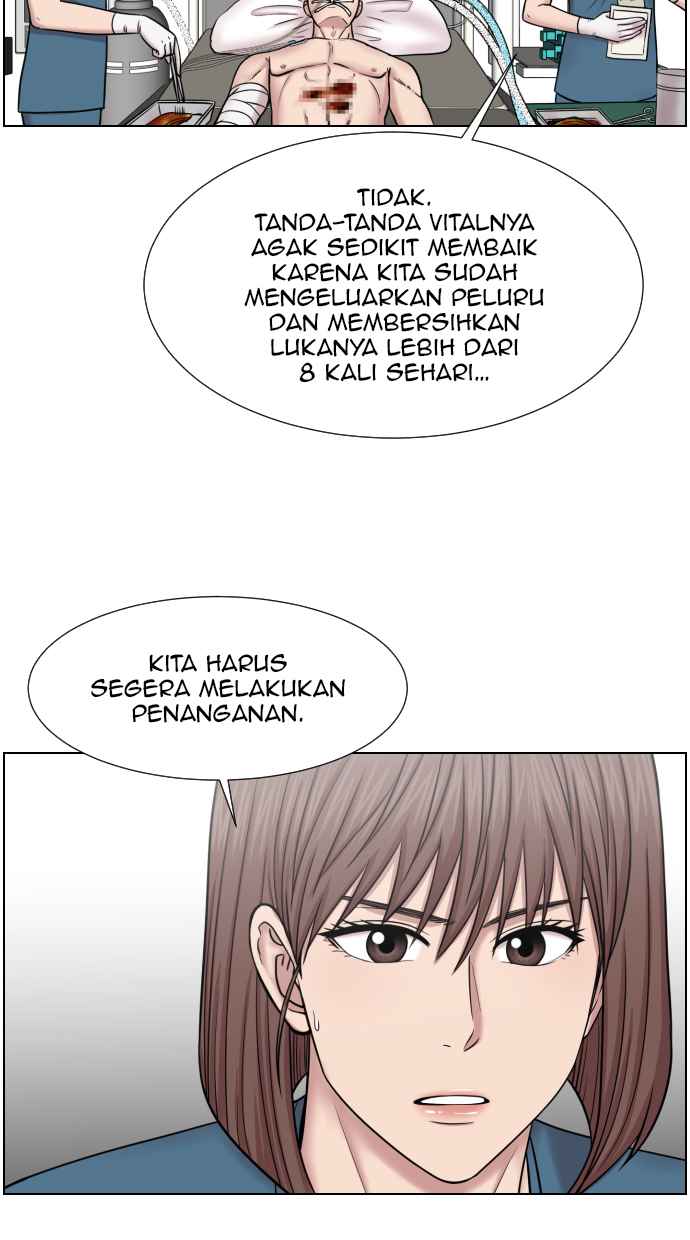 TIDAK.
TANDA-TANDA VITALNYA
AGAK SEDIKIT MEMBAIK
KARENA KITA SUDAH
MENGELUARKAN PELURU
DAN MEMBERSIHKAN
LUKANYA LEBIH DARI
8 KALI SEHARI...
KITA HARUS
SEGERA MELAKUKAN
PENANGANAN.